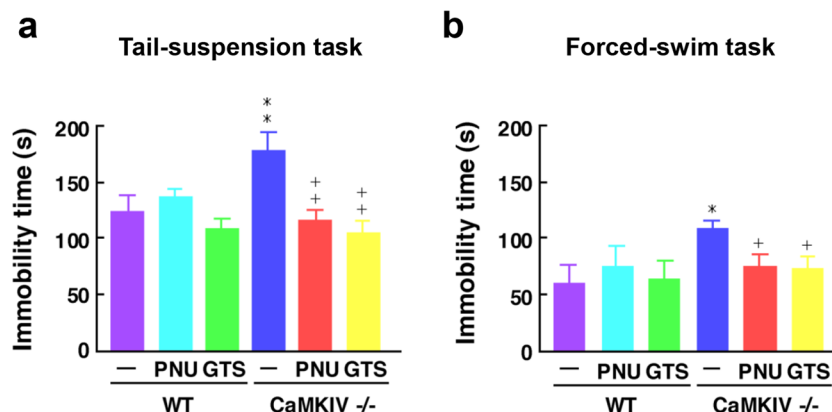 a
Tail-suspension task
Immobility time (s)
200
150
100
50
0
**
++
++
— PNU GTS — PNU GTS
WT CaMKIV -/-
b
Forced-swim task
Immobility time (s)
200
150
100
50
0
*
+
+
— PNU GTS — PNU GTS
WT CaMKIV -/-